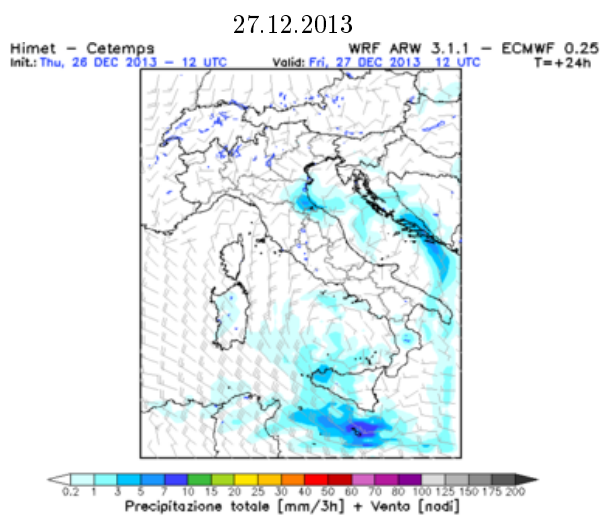 27.12.2013
Himet – Cetemps WRF ARW 3.1.1 – ECMWF 0.25
Init.: Thu, 26 DEC 2013 – 12 UTC Valid: Fri, 27 DEC 2013 12 UTC T=+24h
0.2 1 3 5 7 10 15 20 25 30 40 50 60 70 80 100 125 150 175 200
Precipitazione totale [mm/3h] + Vento [nodi]